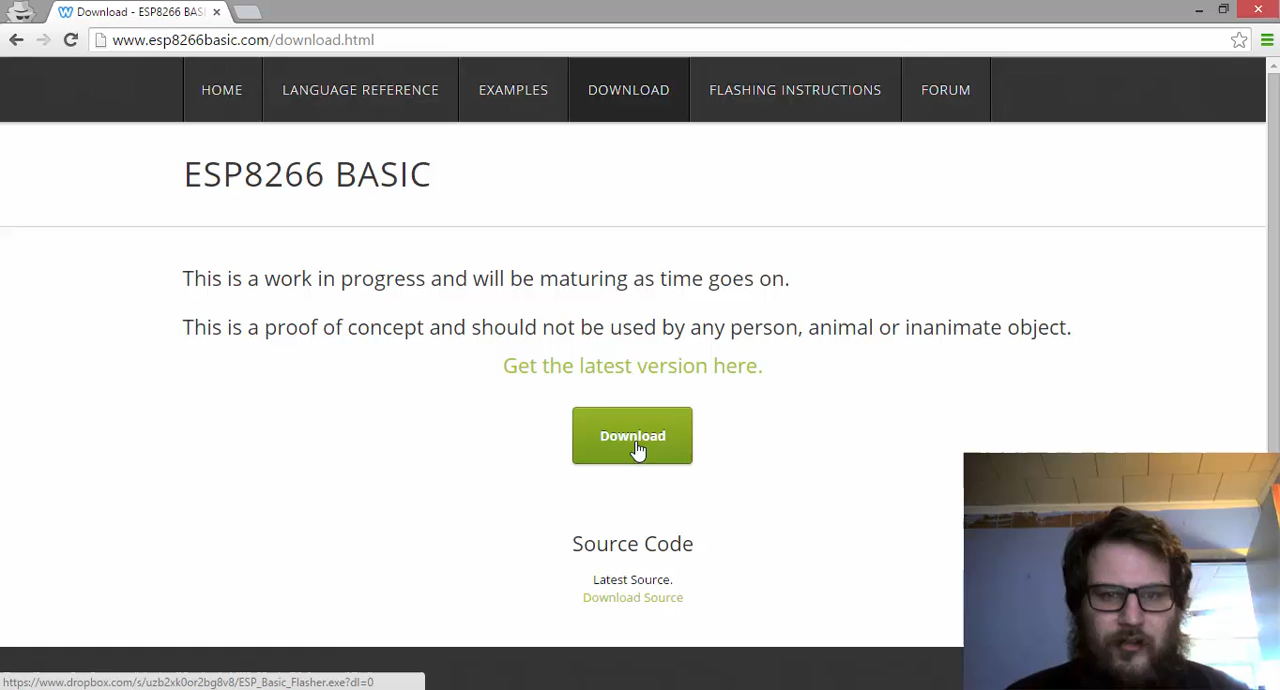 Download - ESP8266 BASI
www.esp8266basic.com/download.html
HOME
LANGUAGE REFERENCE
EXAMPLES
DOWNLOAD
FLASHING INSTRUCTIONS
FORUM
ESP8266 BASIC
This is a work in progress and will be maturing as time goes on.
This is a proof of concept and should not be used by any person, animal or inanimate object.
Get the latest version here.
Download
Source Code
Latest Source.
Download Source
https://www.dropbox.com/s/uzb2xk0or2bg8v8/ESP_Basic_Flasher.exe?dl=0